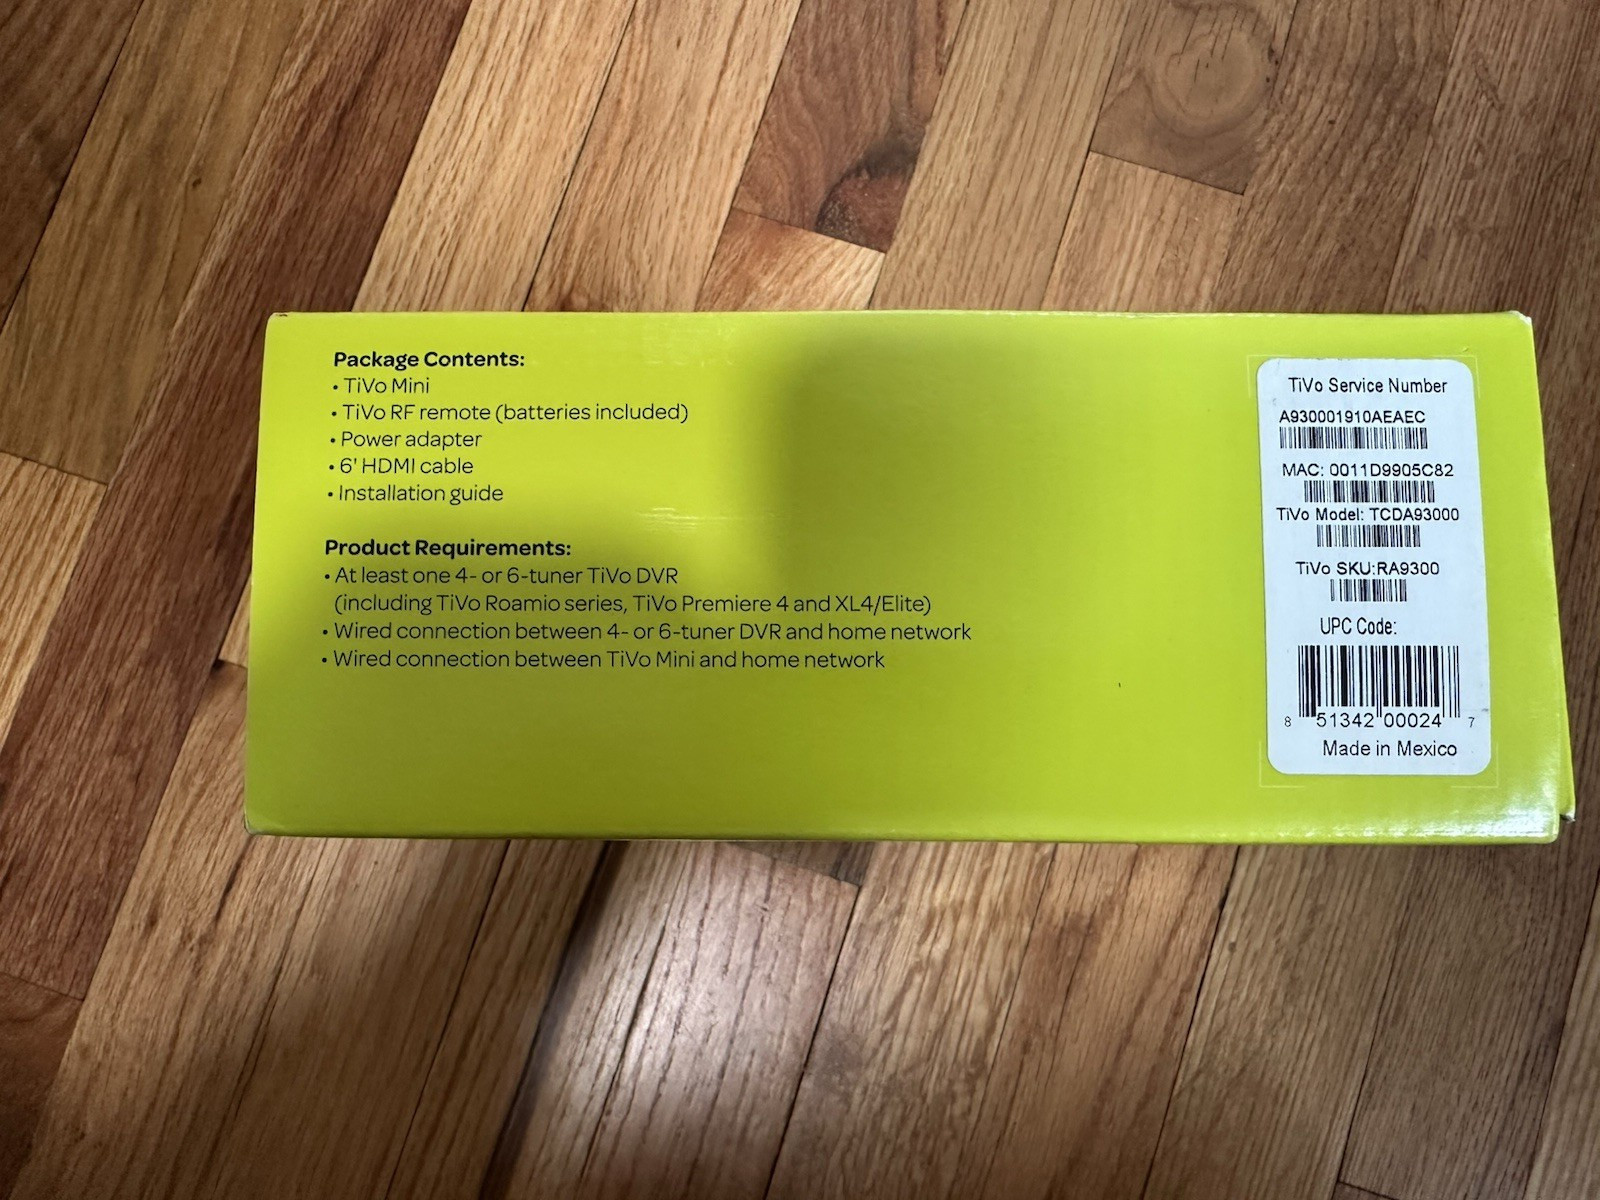 Package Contents:
• TiVo Mini
• TiVo RF remote (batteries included)
• Power adapter
• 6' HDMI cable
• Installation guide
Product Requirements:
• At least one 4- or 6-tuner TiVo DVR
(including TiVo Roamio series, TiVo Premiere 4 and XL4/Elite)
• Wired connection between 4- or 6-tuner DVR and home network
• Wired connection between TiVo Mini and home network
TiVo Service Number
A930001910AEAEC
MAC: 0011D9905C82
TiVo Model: TCDA93000
TiVo SKU:RA9300
UPC Code:
8 51342 00024 7
Made in Mexico